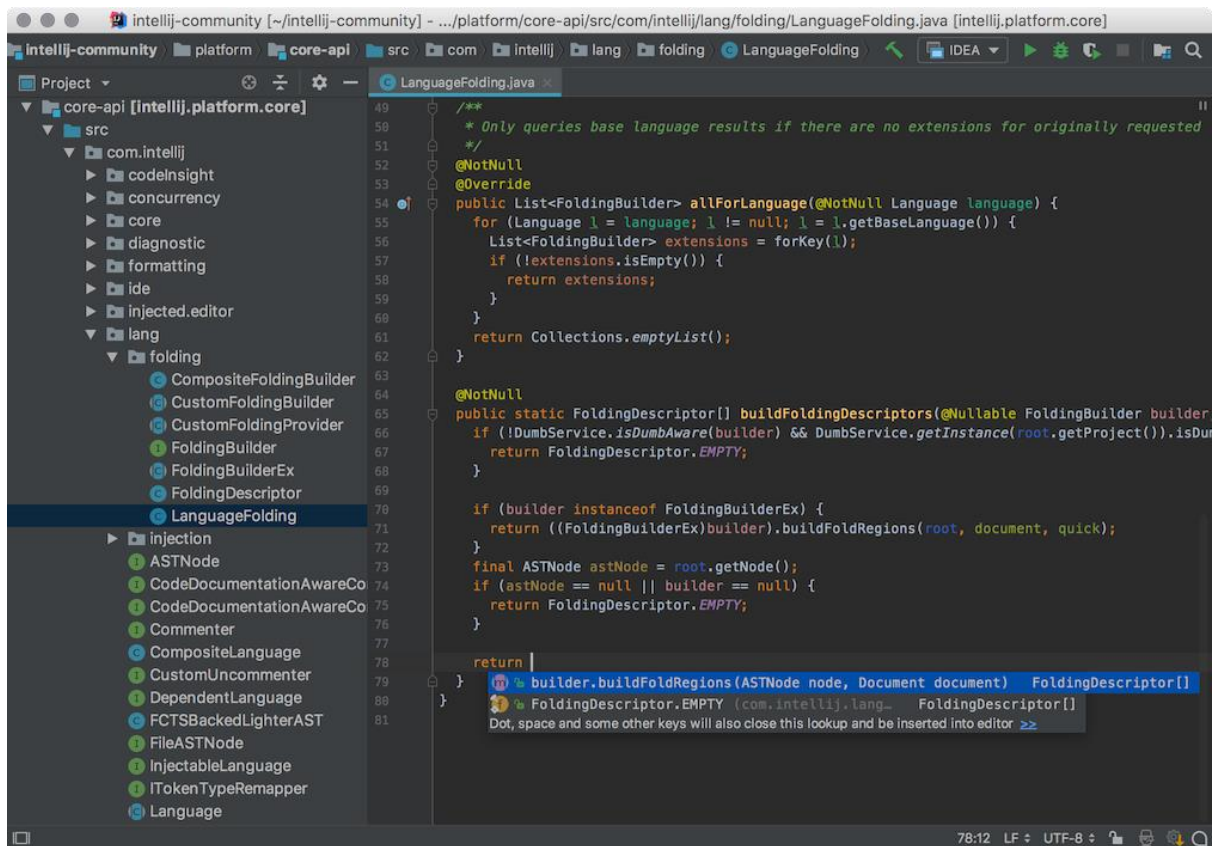 intellij-community [~/intellij-community] - .../platform/core-api/src/com/intellij/lang/folding/LanguageFolding.java [intellij.platform.core]
intellij-community platform core-api src com intellij lang folding LanguageFolding IDEA
Project
LanguageFolding.java
core-api [intellij.platform.core]
src
com.intellij
codeInsight
concurrency
core
diagnostic
formatting
ide
injected.editor
lang
folding
CompositeFoldingBuilder
CustomFoldingBuilder
CustomFoldingProvider
FoldingBuilder
FoldingBuilderEx
FoldingDescriptor
LanguageFolding
injection
ASTNode
CodeDocumentationAwareCo
CodeDocumentationAwareCo
Commenter
CompositeLanguage
CustomUncommenter
DependentLanguage
FCTSBackedLighterAST
FileASTNode
InjectableLanguage
ITokenTypeRemapper
Language
49 /**
50 * Only queries base language results if there are no extensions for originally requested
51 */
52 @NotNull
53 @Override
54 public List<FoldingBuilder> allForLanguage(@NotNull Language language) {
55 for (Language l = language; l != null; l = l.getBaseLanguage()) {
56 List<FoldingBuilder> extensions = forKey(l);
57 if (!extensions.isEmpty()) {
58 return extensions;
59 }
60 }
61 return Collections.emptyList();
62 }
63
64 @NotNull
65 public static FoldingDescriptor[] buildFoldingDescriptors(@Nullable FoldingBuilder builder
66 if (!DumbService.isDumbAware(builder) && DumbService.getInstance(root.getProject()).isDum
67 return FoldingDescriptor.EMPTY;
68 }
69
70 if (builder instanceof FoldingBuilderEx) {
71 return ((FoldingBuilderEx)builder).buildFoldRegions(root, document, quick);
72 }
73 final ASTNode astNode = root.getNode();
74 if (astNode == null || builder == null) {
75 return FoldingDescriptor.EMPTY;
76 }
77
78 return
79 }
80 }
81
builder.buildFoldRegions(ASTNode node, Document document) FoldingDescriptor[]
FoldingDescriptor.EMPTY (com.intellij.lang… FoldingDescriptor[]
Dot, space and some other keys will also close this lookup and be inserted into editor >>
78:12 LF UTF-8